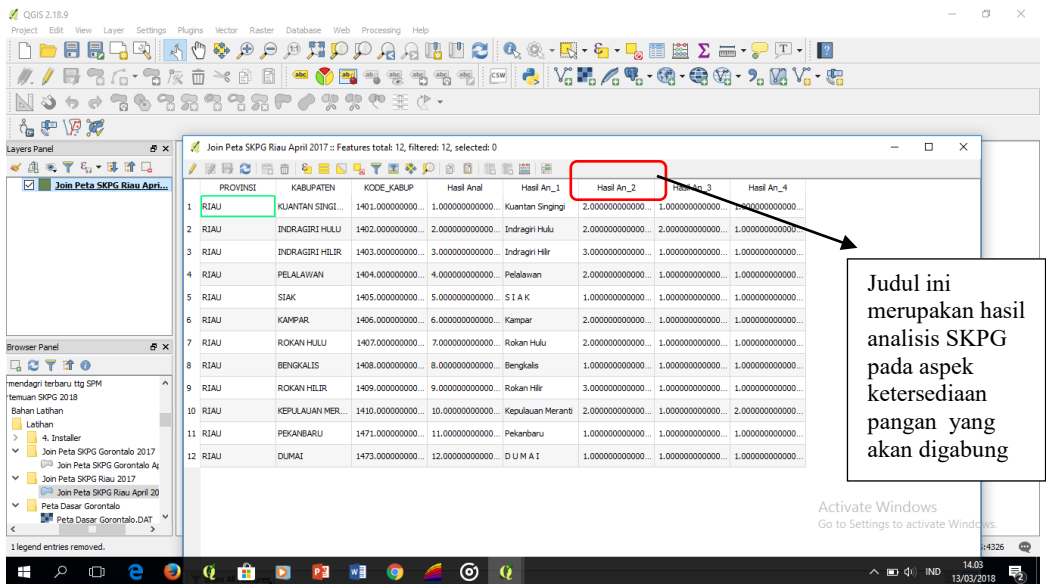 QGIS 2.18.9
Project Edit View Layer Settings Plugins Vector Raster Database Web Processing Help
Layers Panel
Join Peta SKPG Riau Apri...
Join Peta SKPG Riau April 2017 :: Features total: 12, filtered: 12, selected: 0
PROVINSI KABUPATEN KODE_KABUP Hasil Anal Hasil An_1 Hasil An_2 Hasil An_3 Hasil An_4
1 RIAU KUANTAN SINGI... 1401.000000000... 1.000000000000... Kuantan Singingi 2.000000000000... 1.000000000000... 1.000000000000...
2 RIAU INDRAGIRI HULU 1402.000000000... 2.000000000000... Indragiri Hulu 2.000000000000... 2.000000000000... 1.000000000000...
3 RIAU INDRAGIRI HILIR 1403.000000000... 3.000000000000... Indragiri Hilir 3.000000000000... 1.000000000000... 1.000000000000...
4 RIAU PELALAWAN 1404.000000000... 4.000000000000... Pelalawan 2.000000000000... 1.000000000000... 1.000000000000...
5 RIAU SIAK 1405.000000000... 5.000000000000... S I A K 1.000000000000... 1.000000000000... 1.000000000000...
6 RIAU KAMPAR 1406.000000000... 6.000000000000... Kampar 2.000000000000... 1.000000000000... 1.000000000000...
7 RIAU ROKAN HULU 1407.000000000... 7.000000000000... Rokan Hulu 2.000000000000... 1.000000000000... 1.000000000000...
8 RIAU BENGKALIS 1408.000000000... 8.000000000000... Bengkalis 1.000000000000... 1.000000000000... 1.000000000000...
9 RIAU ROKAN HILIR 1409.000000000... 9.000000000000... Rokan Hilir 3.000000000000... 1.000000000000... 1.000000000000...
10 RIAU KEPULAUAN MER... 1410.000000000... 10.00000000000... Kepulauan Meranti 2.000000000000... 1.000000000000... 2.000000000000...
11 RIAU PEKANBARU 1471.000000000... 11.00000000000... Pekanbaru 1.000000000000... 1.000000000000... 1.000000000000...
12 RIAU DUMAI 1473.000000000... 12.00000000000... D U M A I 1.000000000000... 1.000000000000... 1.000000000000...
Judul ini
merupakan hasil
analisis SKPG
pada aspek
ketersediaan
pangan yang
akan digabung
Browser Panel
rmendagri terbaru ttg SPM
rtemuan SKPG 2018
Bahan Latihan
Latihan
4. Installer
Join Peta SKPG Gorontalo 2017
Join Peta SKPG Gorontalo Ap
Join Peta SKPG Riau 2017
Join Peta SKPG Riau April 20
Peta Dasar Gorontalo
Peta Dasar Gorontalo.DAT
Activate Windows
Go to Settings to activate Windows.
1 legend entries removed.
:4326
IND
14.03
13/03/2018